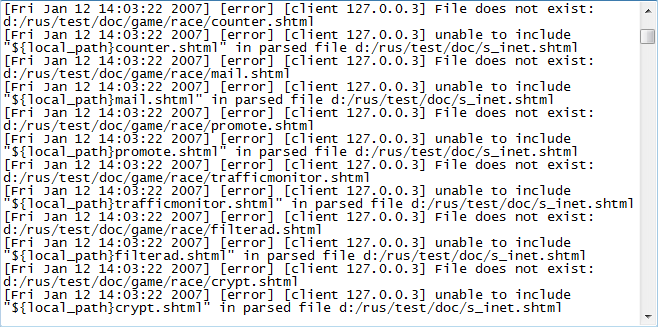 [Fri Jan 12 14:03:22 2007] [error] [client 127.0.0.3] File does not exist:
d:/rus/test/doc/game/race/counter.shtml
[Fri Jan 12 14:03:22 2007] [error] [client 127.0.0.3] unable to include
"${local_path}counter.shtml" in parsed file d:/rus/test/doc/s_inet.shtml
[Fri Jan 12 14:03:22 2007] [error] [client 127.0.0.3] File does not exist:
d:/rus/test/doc/game/race/mail.shtml
[Fri Jan 12 14:03:22 2007] [error] [client 127.0.0.3] unable to include
"${local_path}mail.shtml" in parsed file d:/rus/test/doc/s_inet.shtml
[Fri Jan 12 14:03:22 2007] [error] [client 127.0.0.3] File does not exist:
d:/rus/test/doc/game/race/promote.shtml
[Fri Jan 12 14:03:22 2007] [error] [client 127.0.0.3] unable to include
"${local_path}promote.shtml" in parsed file d:/rus/test/doc/s_inet.shtml
[Fri Jan 12 14:03:22 2007] [error] [client 127.0.0.3] File does not exist:
d:/rus/test/doc/game/race/trafficmonitor.shtml
[Fri Jan 12 14:03:22 2007] [error] [client 127.0.0.3] unable to include
"${local_path}trafficmonitor.shtml" in parsed file d:/rus/test/doc/s_inet.shtml
[Fri Jan 12 14:03:22 2007] [error] [client 127.0.0.3] File does not exist:
d:/rus/test/doc/game/race/filterad.shtml
[Fri Jan 12 14:03:22 2007] [error] [client 127.0.0.3] unable to include
"${local_path}filterad.shtml" in parsed file d:/rus/test/doc/s_inet.shtml
[Fri Jan 12 14:03:22 2007] [error] [client 127.0.0.3] File does not exist:
d:/rus/test/doc/game/race/crypt.shtml
[Fri Jan 12 14:03:22 2007] [error] [client 127.0.0.3] unable to include
"${local_path}crypt.shtml" in parsed file d:/rus/test/doc/s_inet.shtml